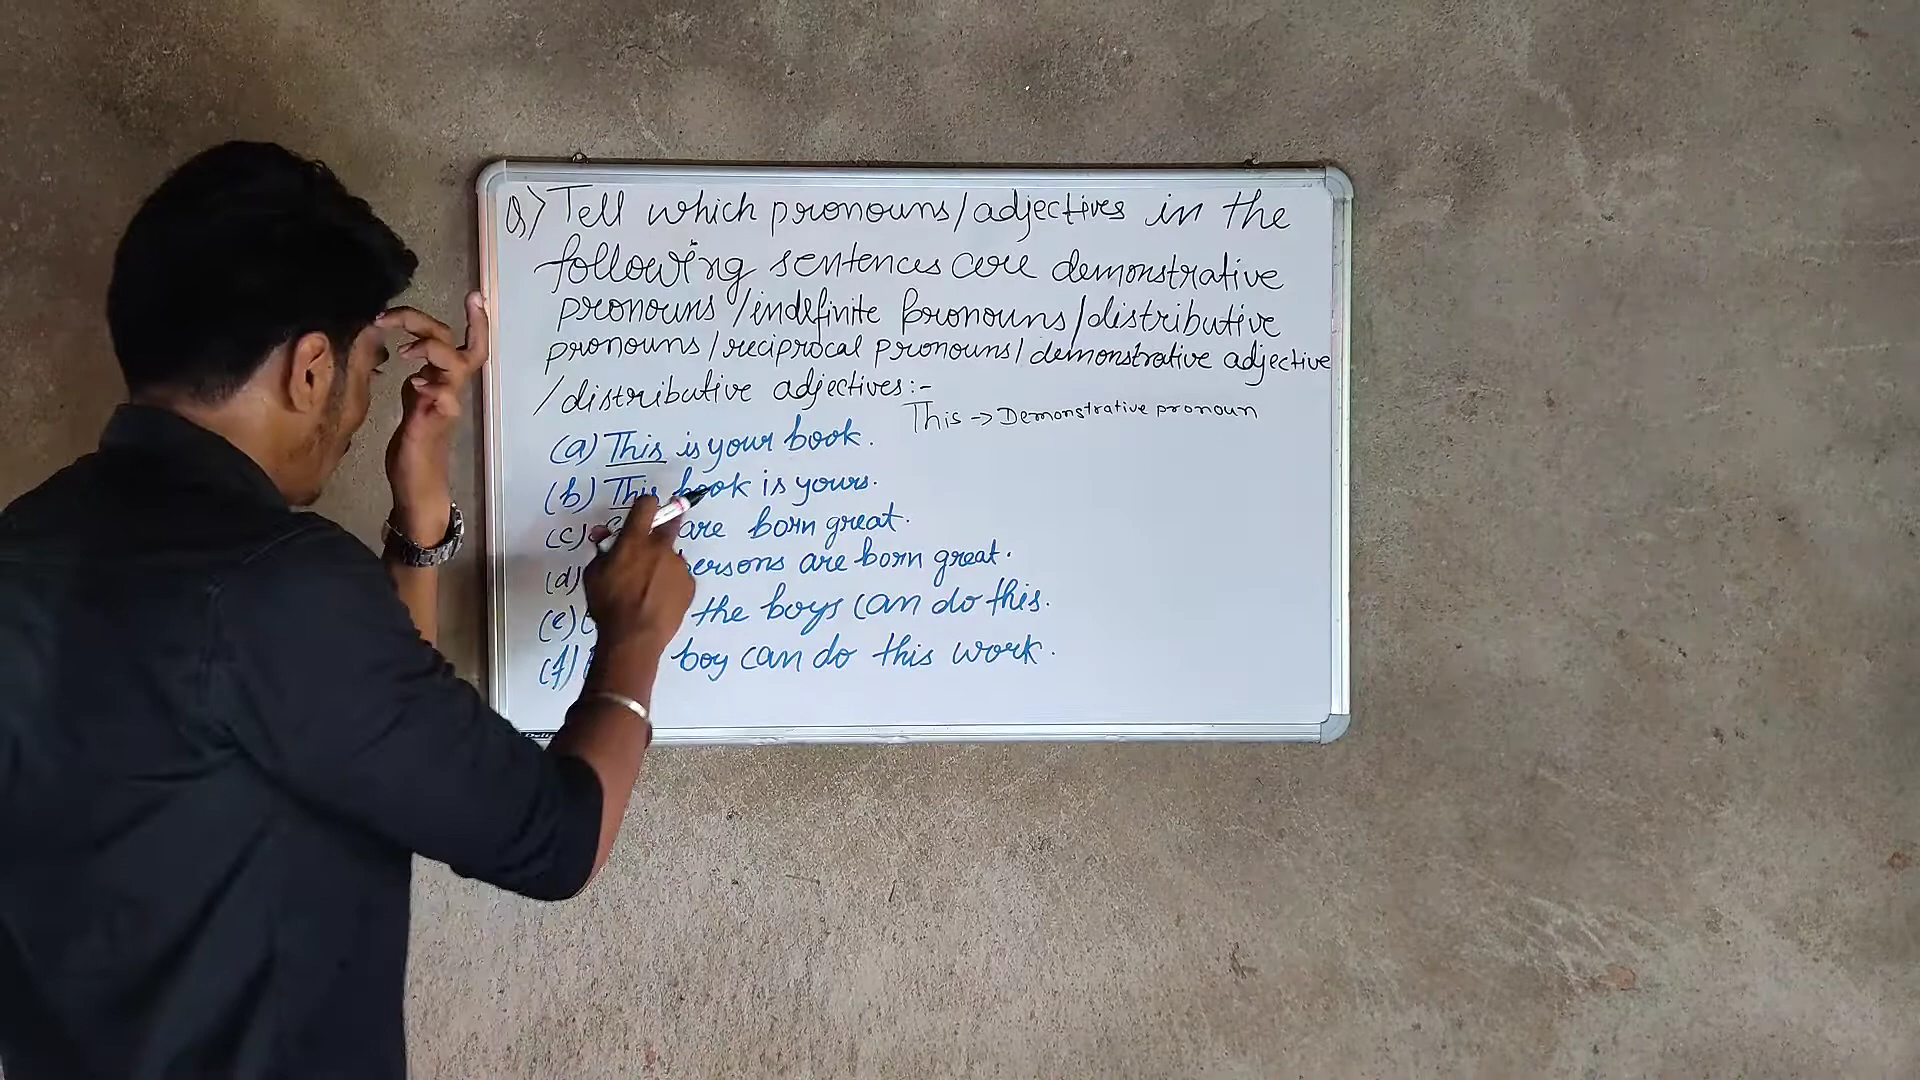 Q) Tell which pronouns/adjectives in the
following sentences are demonstrative
pronouns/indefinite pronouns/distributive
pronouns/reciprocal pronouns/demonstrative adjective
/distributive adjectives:-
This → Demonstrative pronoun
(a) This is your book.
(b) This book is yours.
(c) are born great.
(d) persons are born great.
(e) the boys can do this.
(f) boy can do this work.